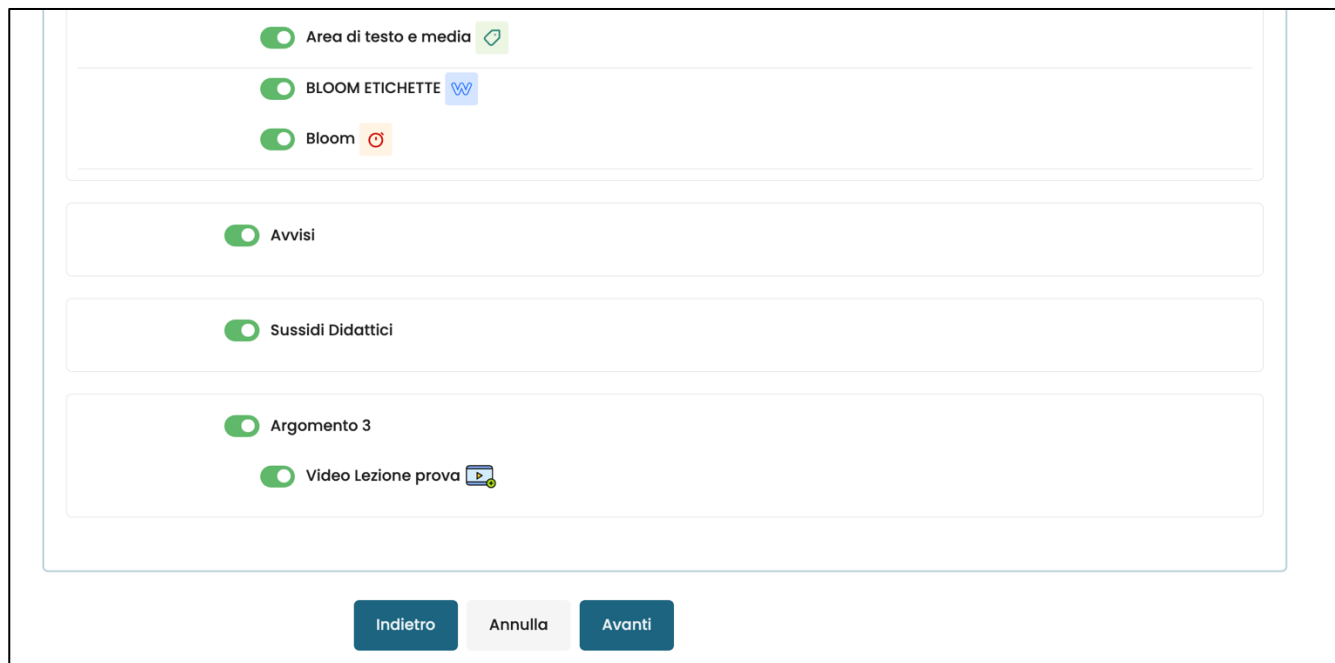 Area di testo e media
BLOOM ETICHETTE
Bloom
Avvisi
Sussidi Didattici
Argomento 3
Video Lezione prova
Indietro Annulla Avanti